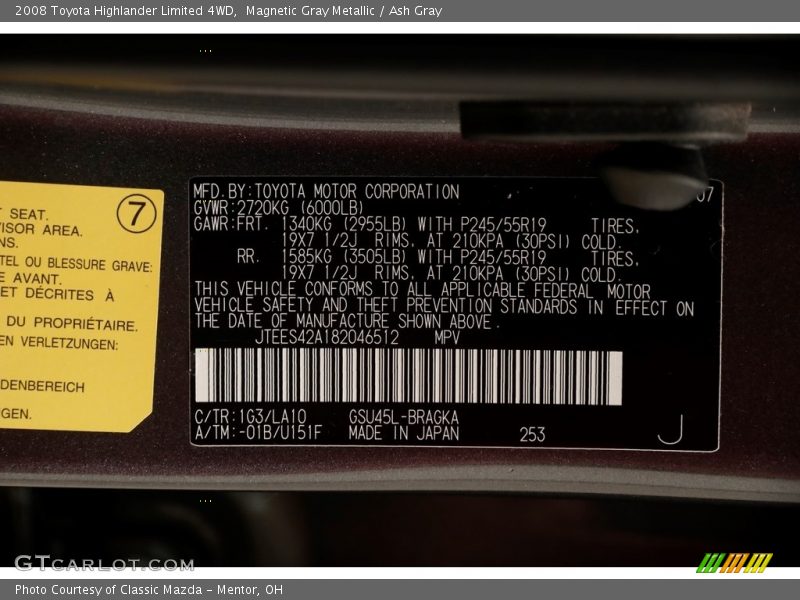 2008 Toyota Highlander Limited 4WD,  Magnetic Gray Metallic / Ash Gray
SEAT.
VISOR AREA.
NS.
TEL OU BLESSURE GRAVE:
E AVANT.
ET DÉCRITES À
DU PROPRIÉTAIRE.
EN VERLETZUNGEN:
DENBEREICH
GEN.
7
MFD.BY:TOYOTA MOTOR CORPORATION 07
GVWR:2720KG (6000LB)
GAWR:FRT. 1340KG (2955LB) WITH P245/55R19 TIRES,
19X7 1/2J RIMS, AT 210KPA (30PSI) COLD.
RR. 1585KG (3505LB) WITH P245/55R19 TIRES,
19X7 1/2J RIMS, AT 210KPA (30PSI) COLD.
THIS VEHICLE CONFORMS TO ALL APPLICABLE FEDERAL MOTOR
VEHICLE SAFETY AND THEFT PREVENTION STANDARDS IN EFFECT ON
THE DATE OF MANUFACTURE SHOWN ABOVE.
JTEES42A182046512 MPV
C/TR:1G3/LA10 GSU45L-BRAGKA
A/TM:-01B/U151F MADE IN JAPAN 253 J
GTCARLOT.COM
Photo Courtesy of Classic Mazda - Mentor, OH